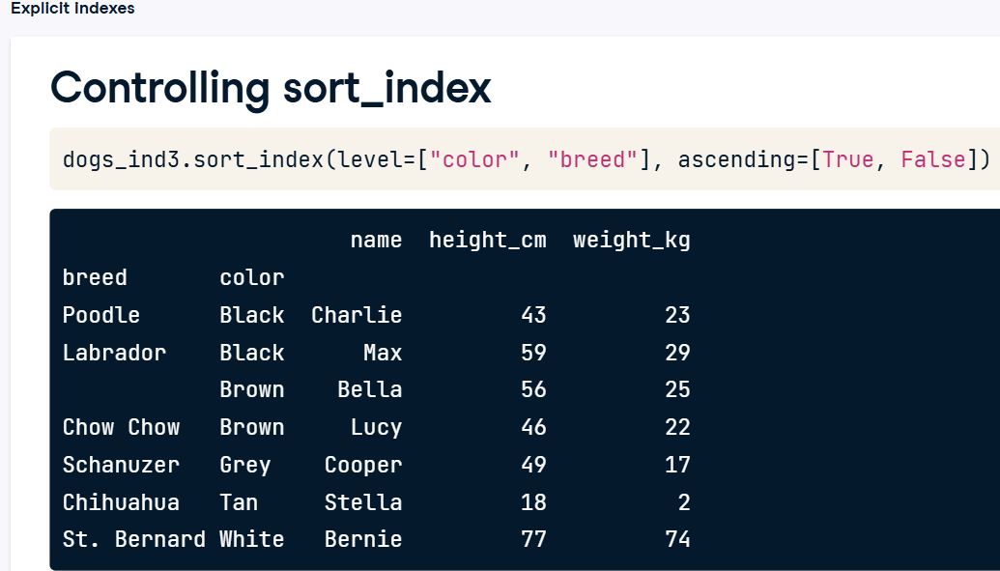 Explicit indexes
Controlling sort_index
dogs_ind3.sort_index(level=["color", "breed"], ascending=[True, False])
name height_cm weight_kg
breed color
Poodle Black Charlie 43 23
Labrador Black Max 59 29
Brown Bella 56 25
Chow Chow Brown Lucy 46 22
Schanuzer Grey Cooper 49 17
Chihuahua Tan Stella 18 2
St. Bernard White Bernie 77 74